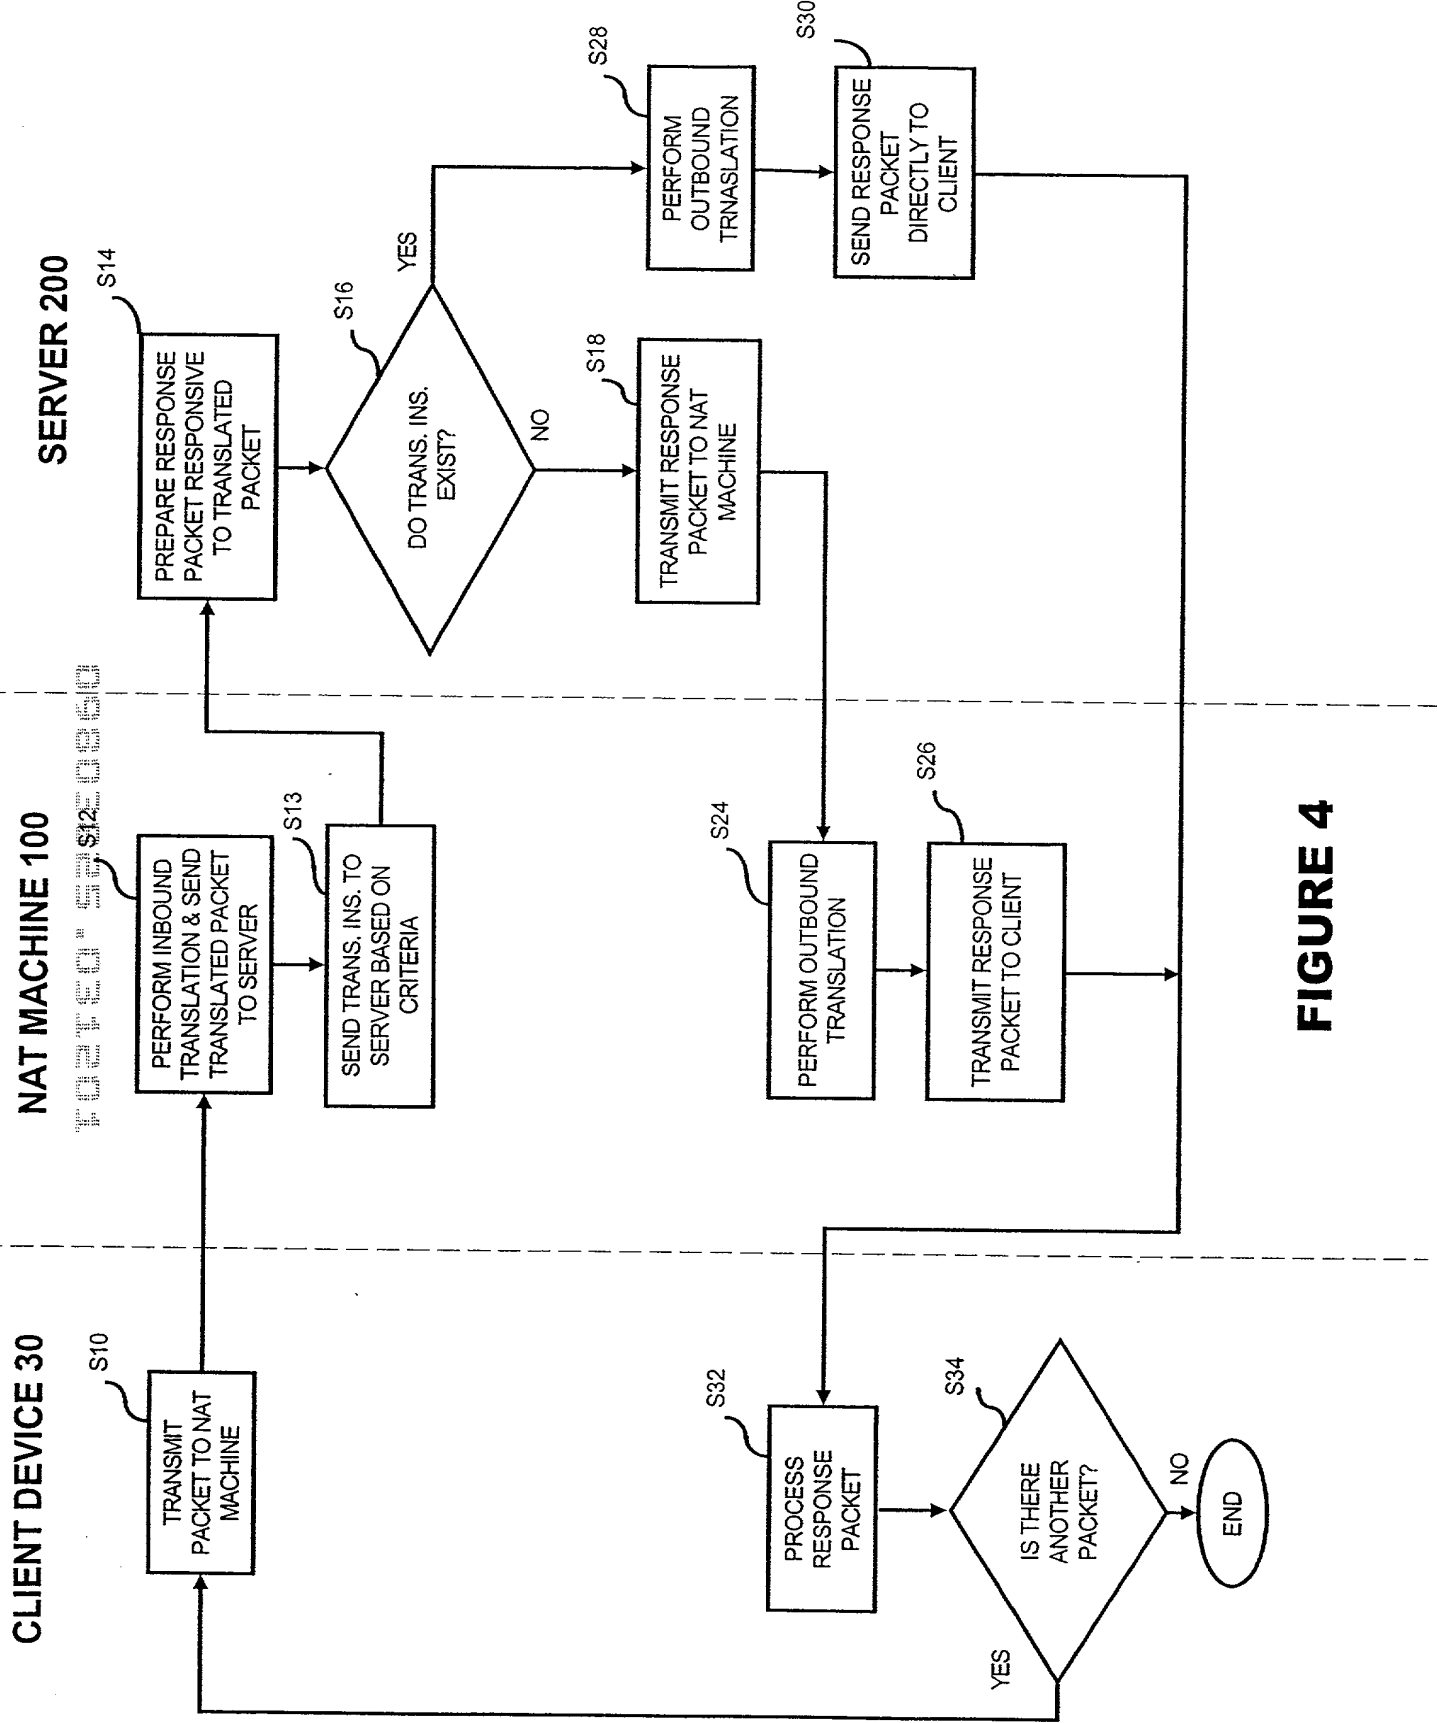 CLIENT DEVICE 30
NAT MACHINE 100
SERVER 200
S10
TRANSMIT
PACKET TO NAT
MACHINE
S12
PERFORM INBOUND
TRANSLATION & SEND
TRANSLATED PACKET
TO SERVER
S13
SEND TRANS. INS. TO
SERVER BASED ON
CRITERIA
S14
PREPARE RESPONSE
PACKET RESPONSIVE
TO TRANSLATED
PACKET
S16
DO TRANS. INS.
EXIST?
YES
NO
S18
TRANSMIT RESPONSE
PACKET TO NAT
MACHINE
S28
PERFORM
OUTBOUND
TRNASLATION
S30
SEND RESPONSE
PACKET
DIRECTLY TO
CLIENT
S24
PERFORM OUTBOUND
TRANSLATION
S26
TRANSMIT RESPONSE
PACKET TO CLIENT
S32
PROCESS
RESPONSE
PACKET
S34
IS THERE
ANOTHER
PACKET?
YES
NO
END
FIGURE 4